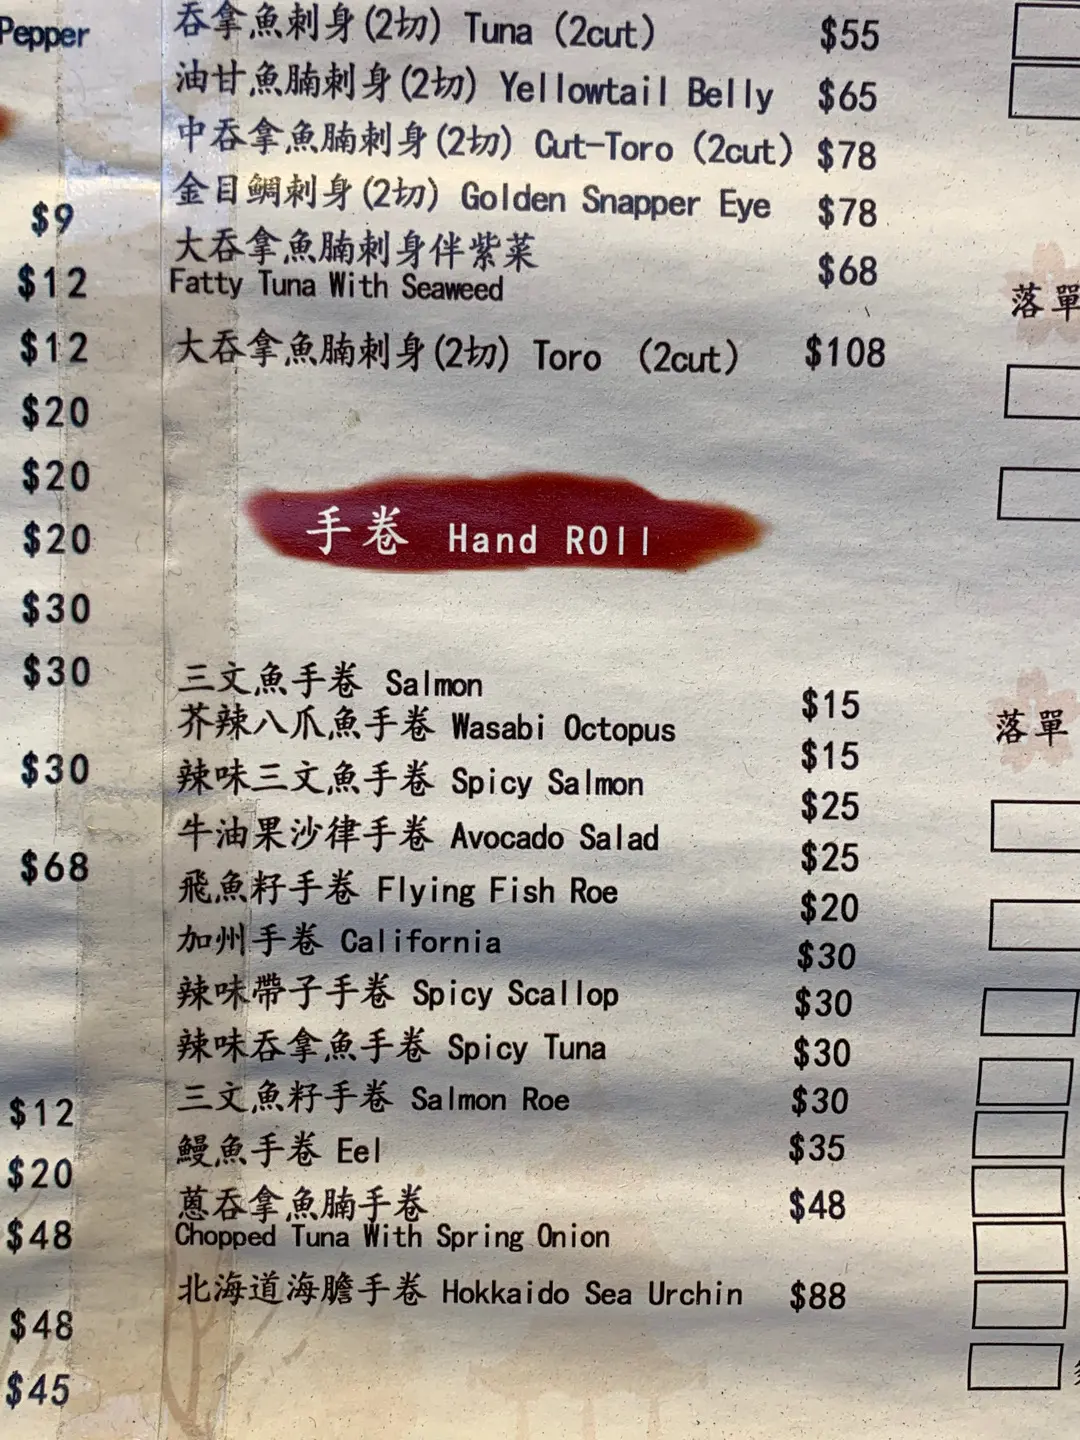 Pepper
$9
$12
$12
$20
$20
$20
$30
$30
$30
$68
$12
$20
$48
$48
$45
吞拿魚刺身(2切) Tuna (2cut) $55
油甘魚腩刺身(2切) Yellowtail Belly $65
中吞拿魚腩刺身(2切) Cut-Toro (2cut) $78
金目鯛刺身(2切) Golden Snapper Eye $78
大吞拿魚腩刺身伴紫菜 $68
Fatty Tuna With Seaweed
大吞拿魚腩刺身(2切) Toro (2cut) $108
手卷 Hand ROll
三文魚手卷 Salmon $15
芥辣八爪魚手卷 Wasabi Octopus $15
辣味三文魚手卷 Spicy Salmon $25
牛油果沙律手卷 Avocado Salad $25
飛魚籽手卷 Flying Fish Roe $20
加州手卷 California $30
辣味帶子手卷 Spicy Scallop $30
辣味吞拿魚手卷 Spicy Tuna $30
三文魚籽手卷 Salmon Roe $30
鰻魚手卷 Eel $35
蔥吞拿魚腩手卷 $48
Chopped Tuna With Spring Onion
北海道海膽手卷 Hokkaido Sea Urchin $88
落單
落單